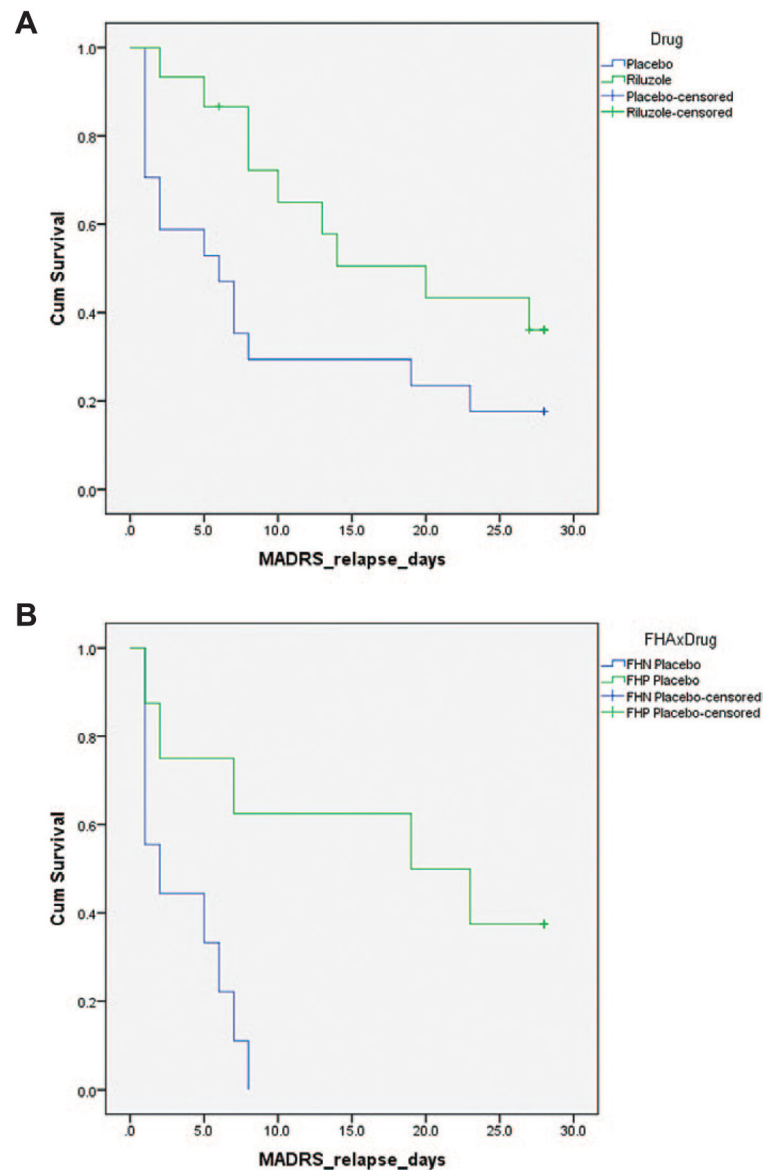 A
Drug
Placebo
Riluzole
Placebo-censored
Riluzole-censored
Cum Survival
1.0
0.8
0.6
0.4
0.2
0.0
.0 5.0 10.0 15.0 20.0 25.0 30.0
MADRS_relapse_days
B
FHAxDrug
FHN Placebo
FHP Placebo
FHN Placebo-censored
FHP Placebo-censored
Cum Survival
1.0
0.8
0.6
0.4
0.2
0.0
.0 5.0 10.0 15.0 20.0 25.0 30.0
MADRS_relapse_days